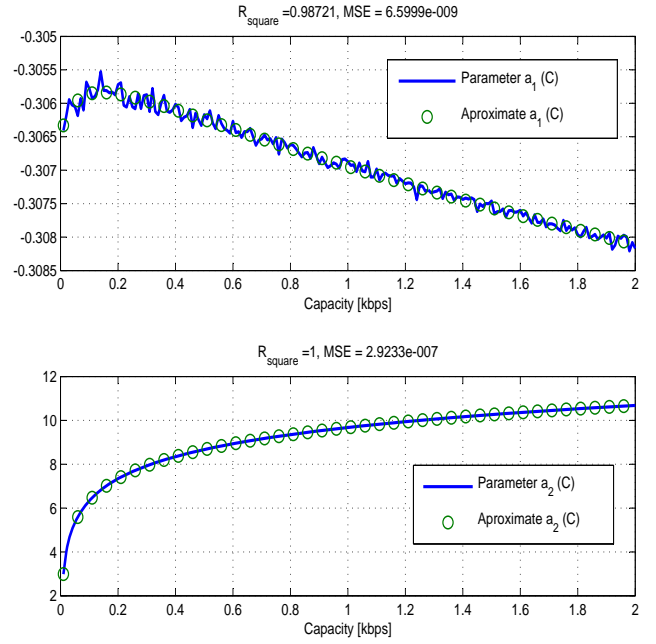 R_square =0.98721, MSE = 6.5999e-009
-0.305
-0.3055
-0.306
-0.3065
-0.307
-0.3075
-0.308
-0.3085
Parameter a_1 (C)
Aproximate a_1 (C)
0 0.2 0.4 0.6 0.8 1 1.2 1.4 1.6 1.8 2
Capacity [kbps]
R_square =1, MSE = 2.9233e-007
12
10
8
6
4
2
Parameter a_2 (C)
Aproximate a_2 (C)
0 0.2 0.4 0.6 0.8 1 1.2 1.4 1.6 1.8 2
Capacity [kbps]